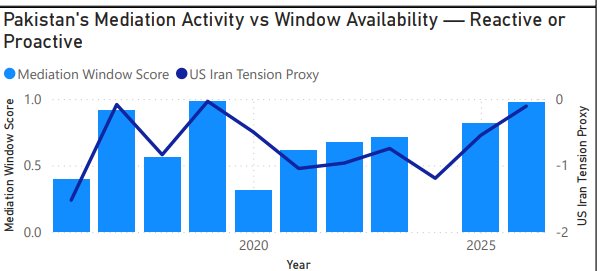 Pakistan's Mediation Activity vs Window Availability — Reactive or
Proactive
Mediation Window Score US Iran Tension Proxy
Mediation Window Score
1.0
0.5
0.0
0
-1
-2
US Iran Tension Proxy
2020 2025
Year